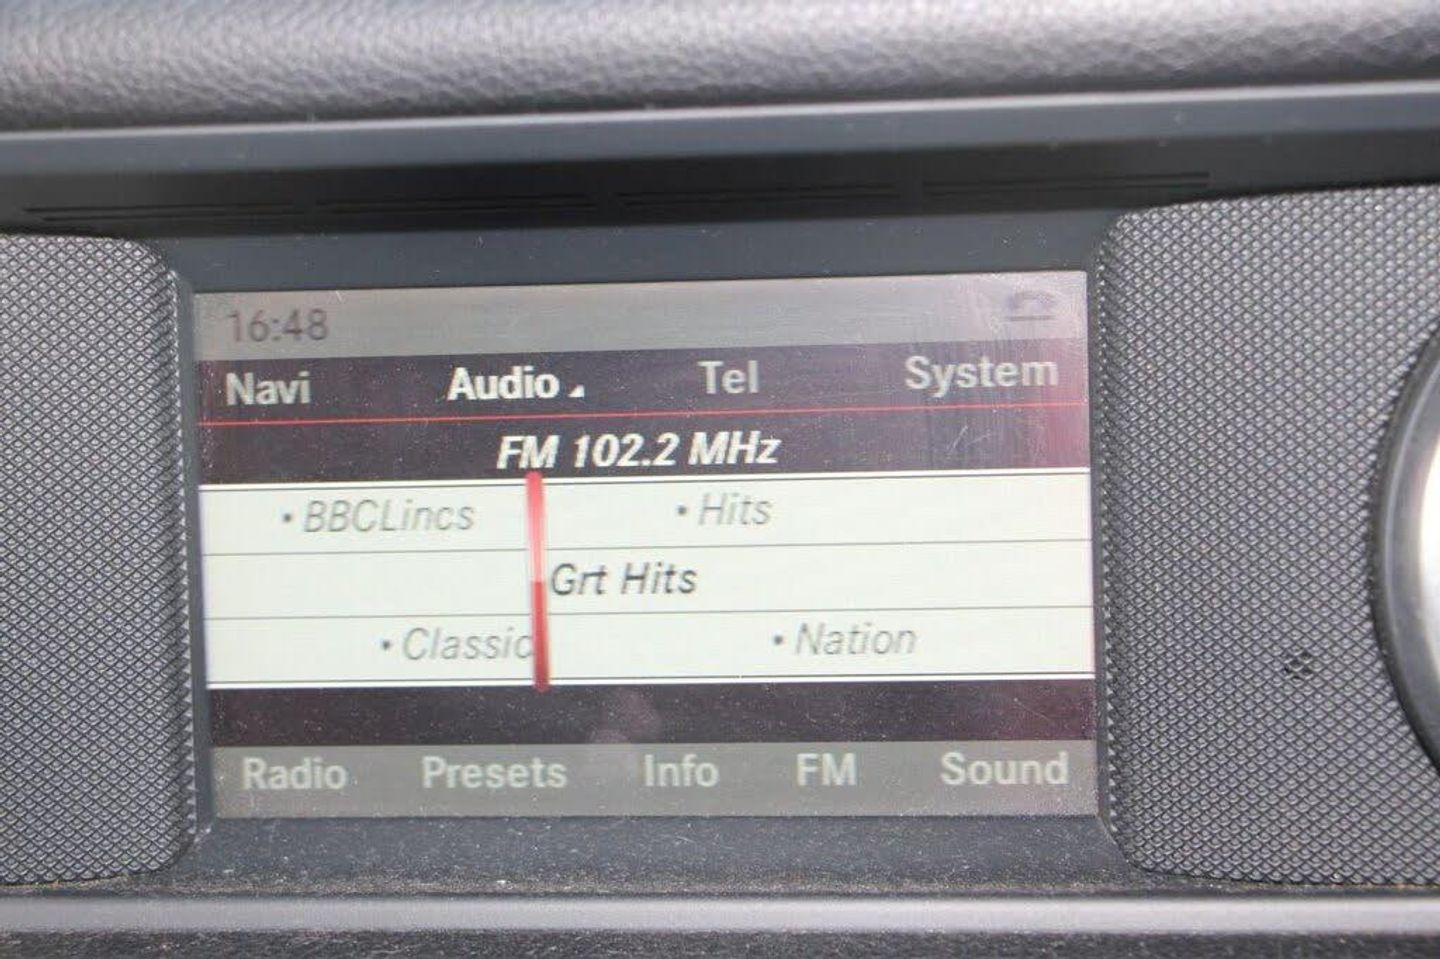 16:48
Navi Audio Tel System
FM 102.2 MHz
• BBCLincs • Hits
Grt Hits
• Classic • Nation
Radio Presets Info FM Sound